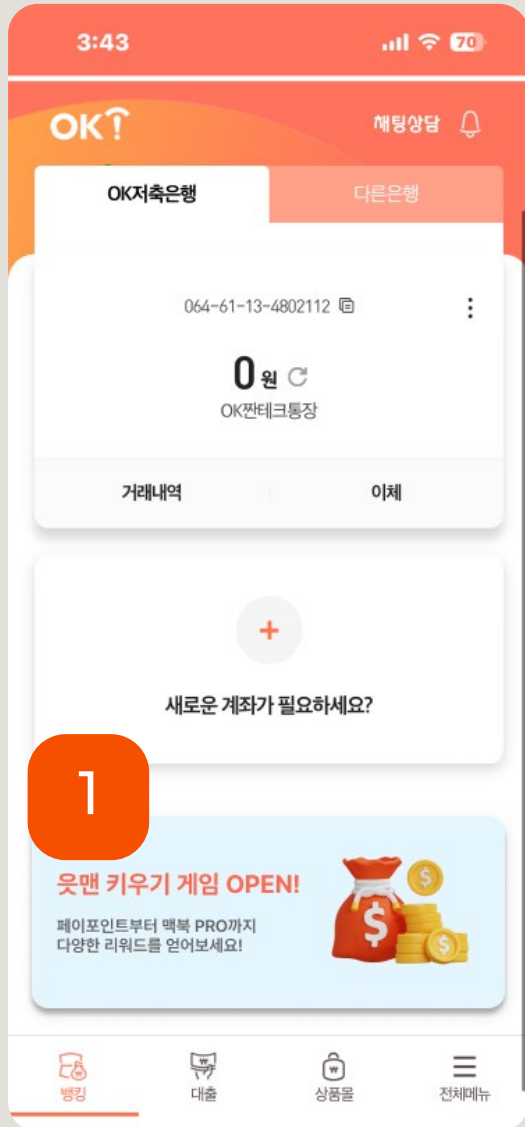 3:43
70
OK
채팅상담
OK저축은행
다른은행
064-61-13-4802112
0 원
OK짠테크통장
거래내역
이체
+
새로운 계좌가 필요하세요?
1
읏맨 키우기 게임 OPEN!
페이포인트부터 맥북 PRO까지
다양한 리워드를 얻어보세요!
뱅킹
대출
상품몰
전체메뉴